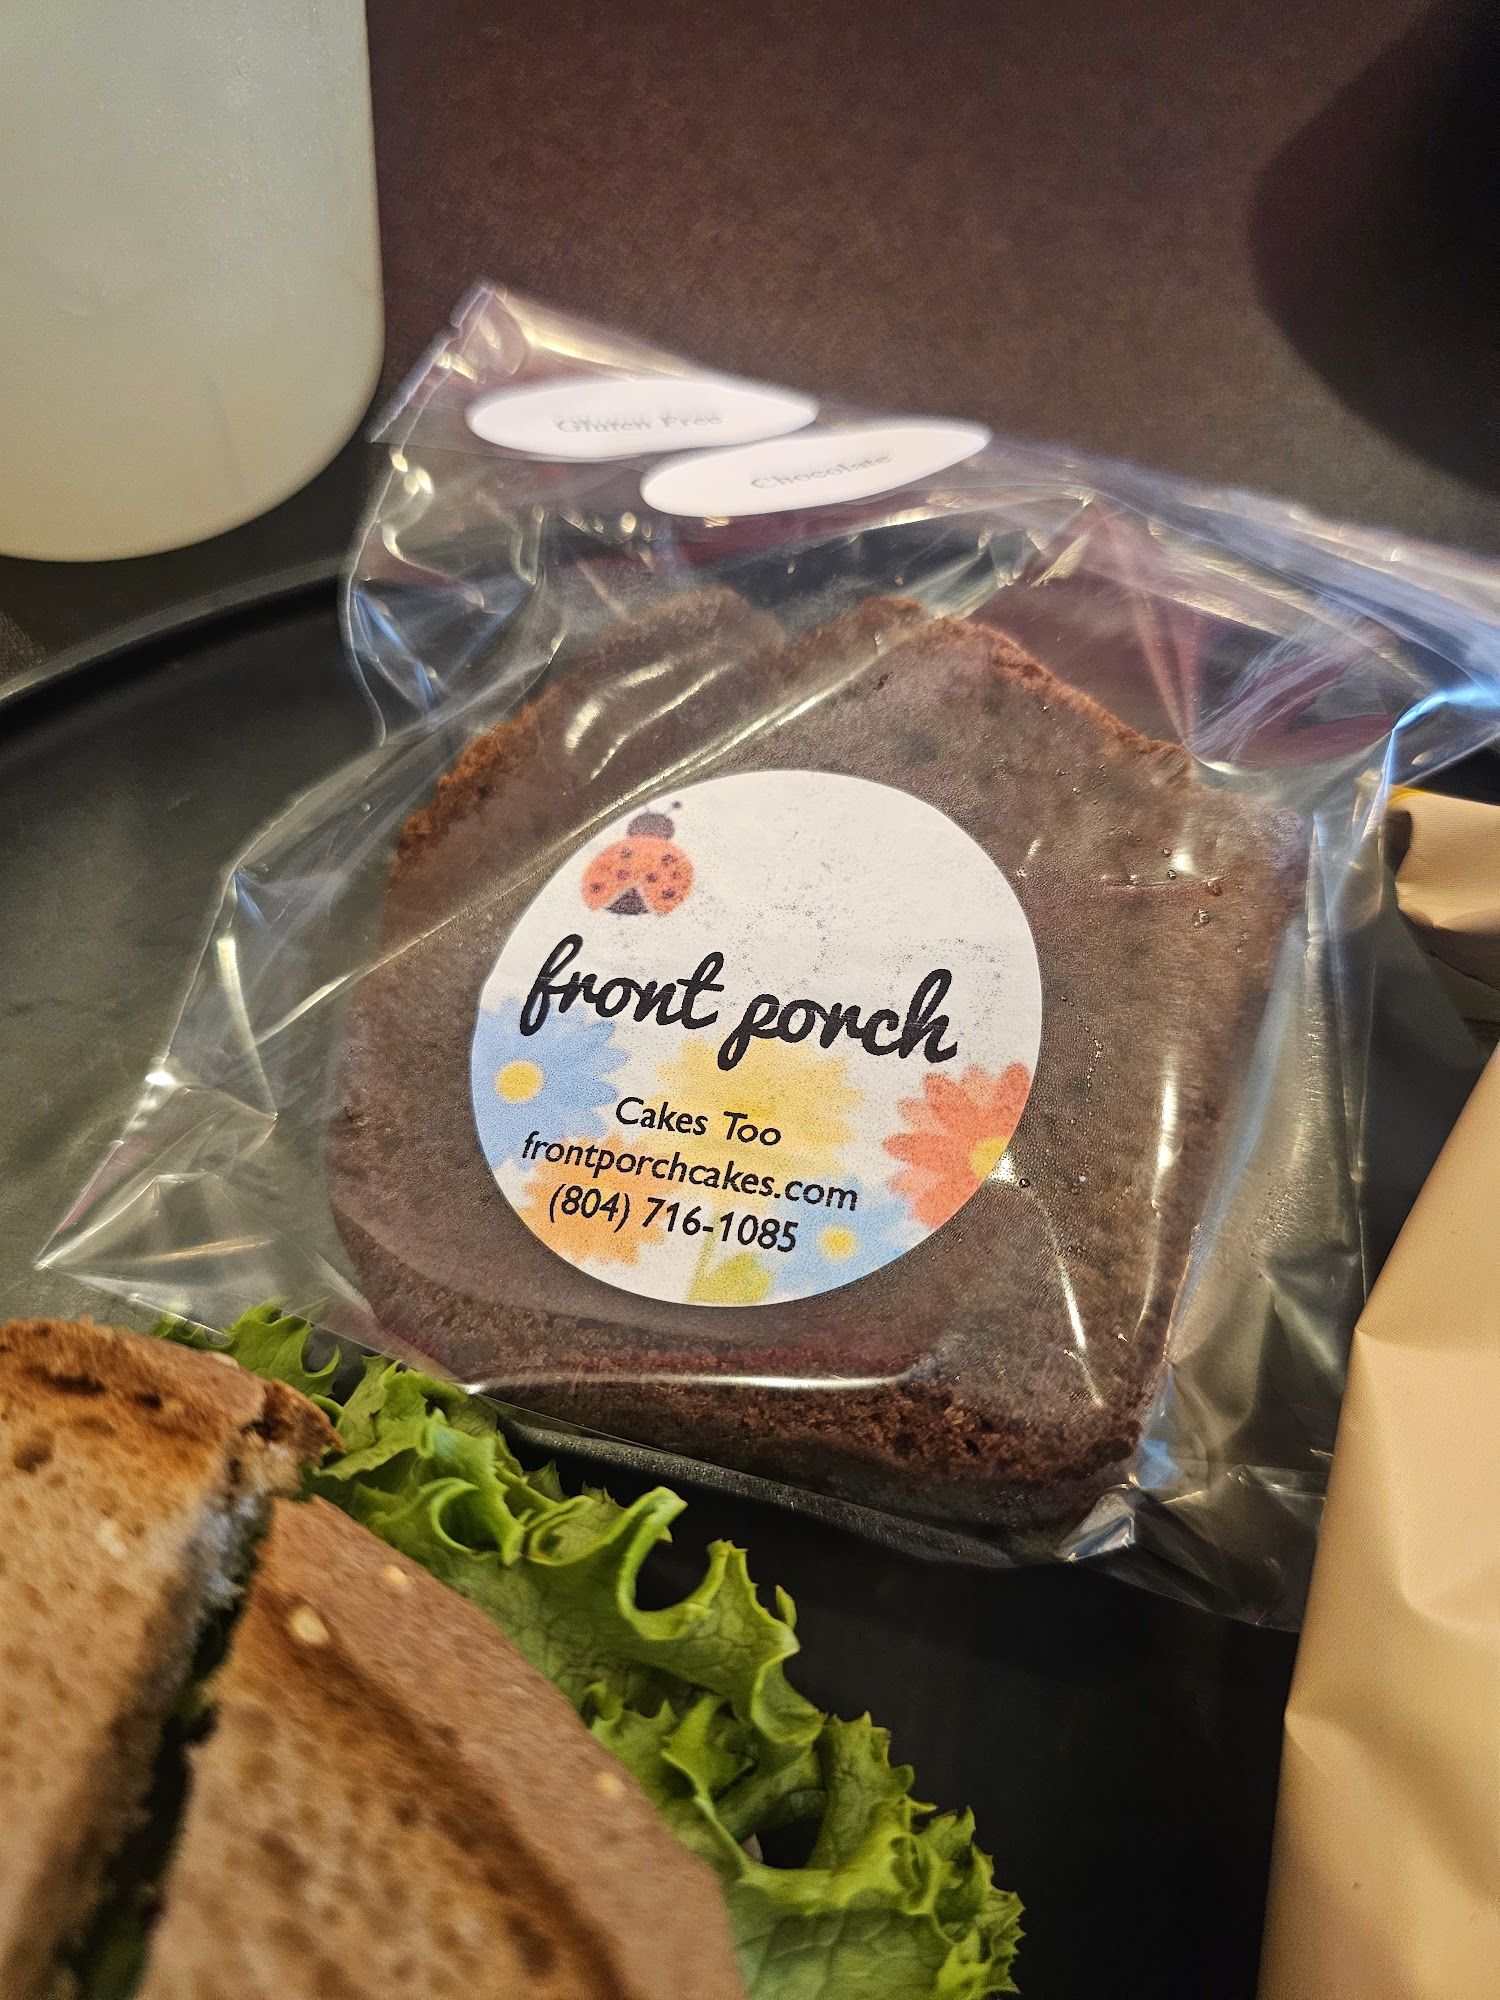 Gluten Free
Chocolate
front porch
Cakes Too
frontporchcakes.com
(804) 716-1085